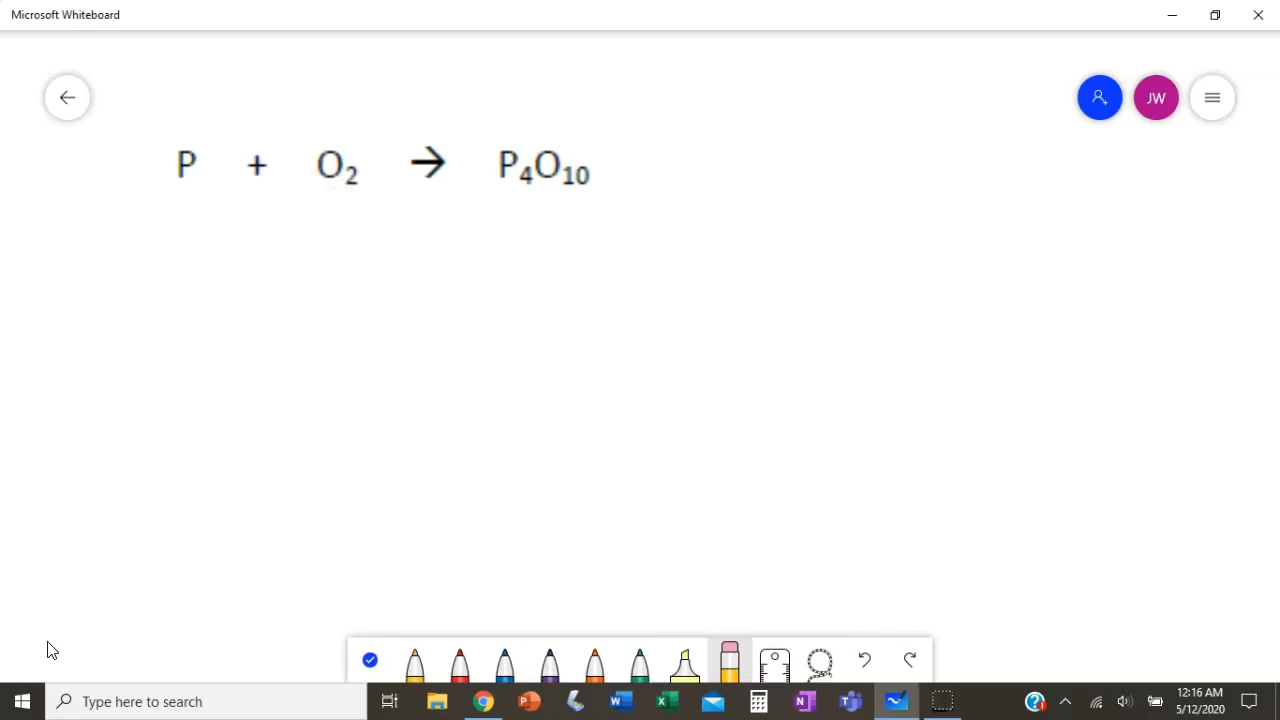 Microsoft Whiteboard
JW
P + O₂ → P₄O₁₀
Type here to search
12:16 AM
5/12/2020